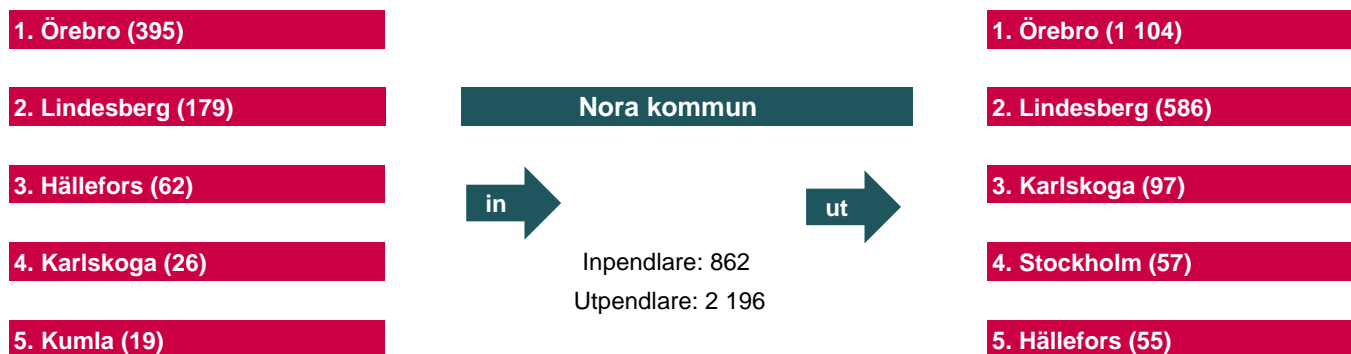 1. Örebro (395)
2. Lindesberg (179)
3. Hällefors (62)
4. Karlskoga (26)
5. Kumla (19)
Nora kommun
in
ut
Inpendlare: 862
Utpendlare: 2 196
1. Örebro (1 104)
2. Lindesberg (586)
3. Karlskoga (97)
4. Stockholm (57)
5. Hällefors (55)